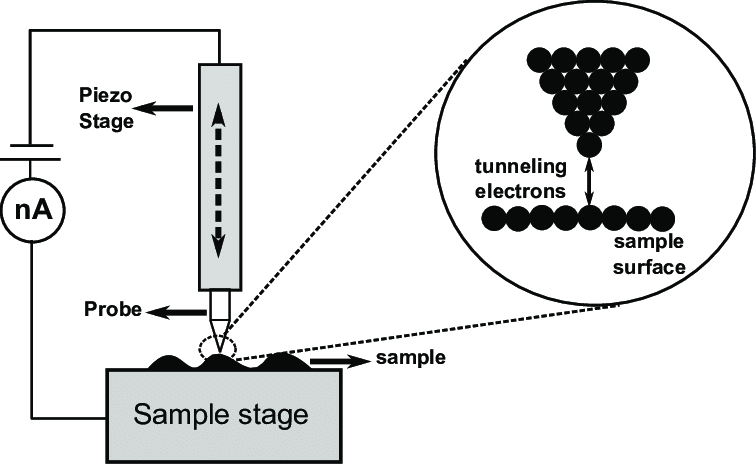 Piezo
Stage
nA
Probe
sample
Sample stage
tunneling
electrons
sample
surface